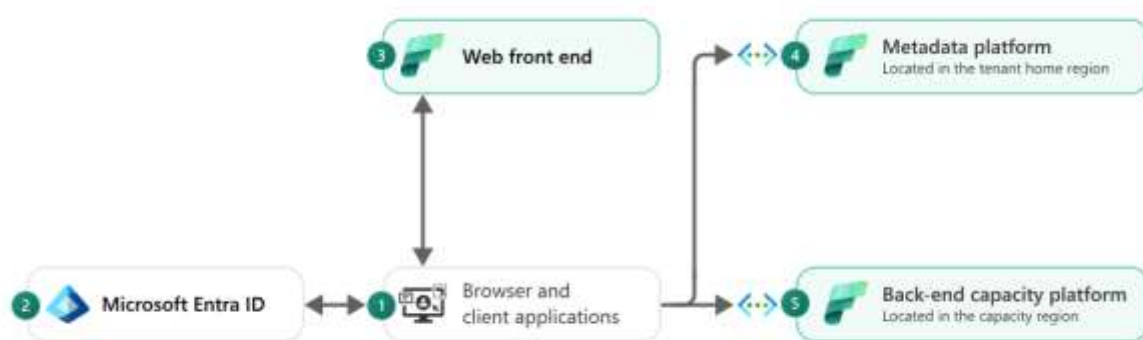 3
Web front end
4
Metadata platform
Located in the tenant home region
2
Microsoft Entra ID
1
Browser and
client applications
5
Back-end capacity platform
Located in the capacity region